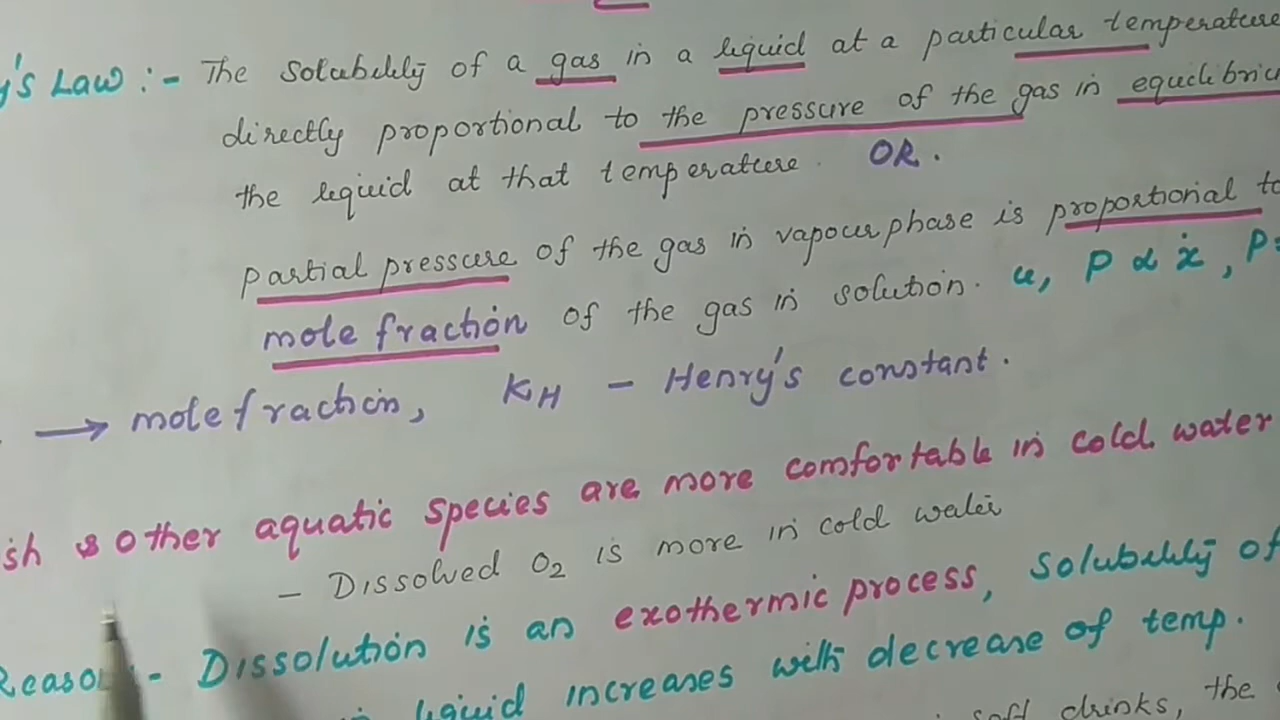 y's Law :- The solubility of a gas in a liquid at a particular temperature
directly proportional to the pressure of the gas in equilibriu
the liquid at that temperature. OR.
partial pressure of the gas in vapour phase is proportional to
mole fraction of the gas in solution. u, P α x, P=
→ mole fraction, KH - Henry's constant.
sh & other aquatic species are more comfortable in cold water
- Dissolved O2 is more in cold water
Reason:- Dissolution is an exothermic process, solubility of
liquid increases with decrease of temp.
soft drinks, the